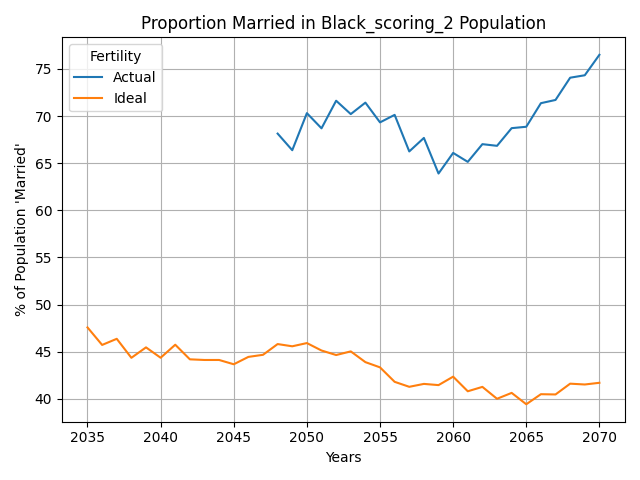 Proportion Married in Black_scoring_2 Population
% of Population 'Married'
Fertility
Actual
Ideal
75
70
65
60
55
50
45
40
2035 2040 2045 2050 2055 2060 2065 2070
Years